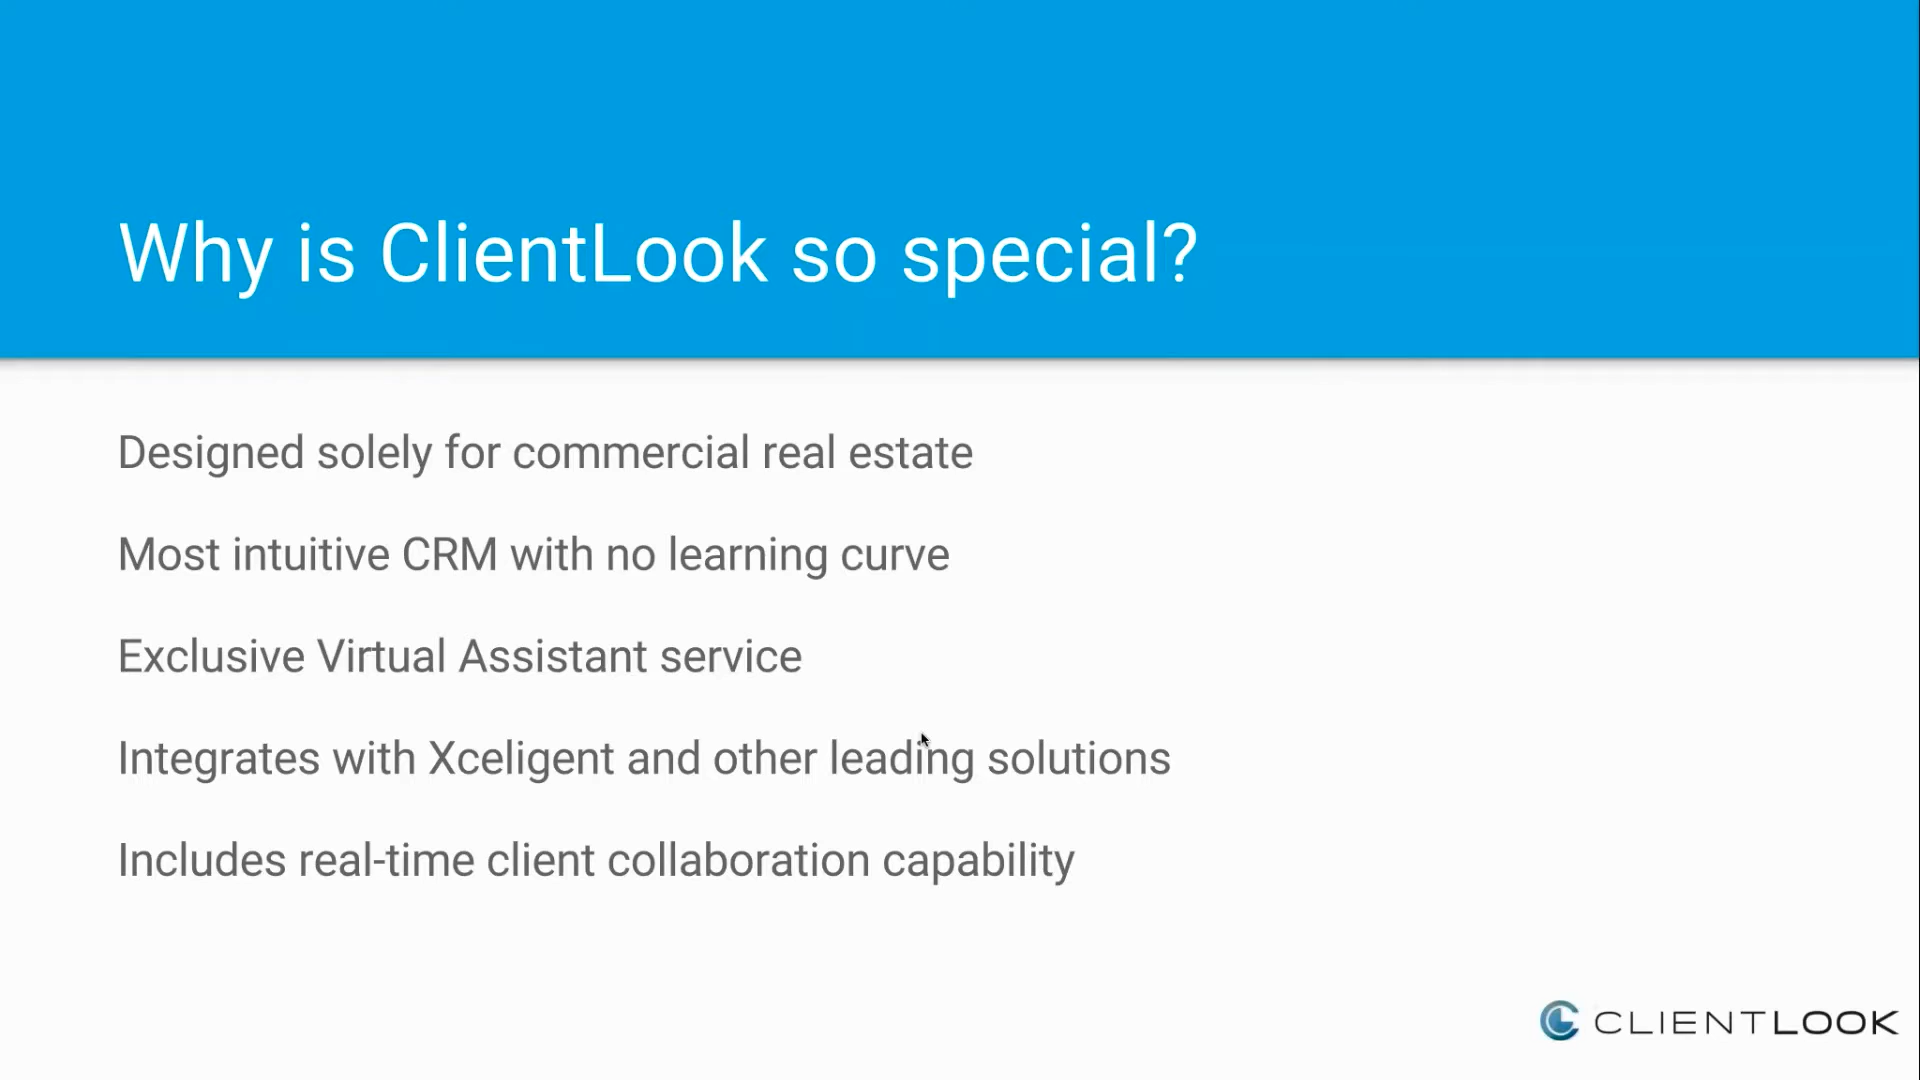 Why is ClientLook so special?
Designed solely for commercial real estate
Most intuitive CRM with no learning curve
Exclusive Virtual Assistant service
Integrates with Xceligent and other leading solutions
Includes real-time client collaboration capability
CLIENTLOOK